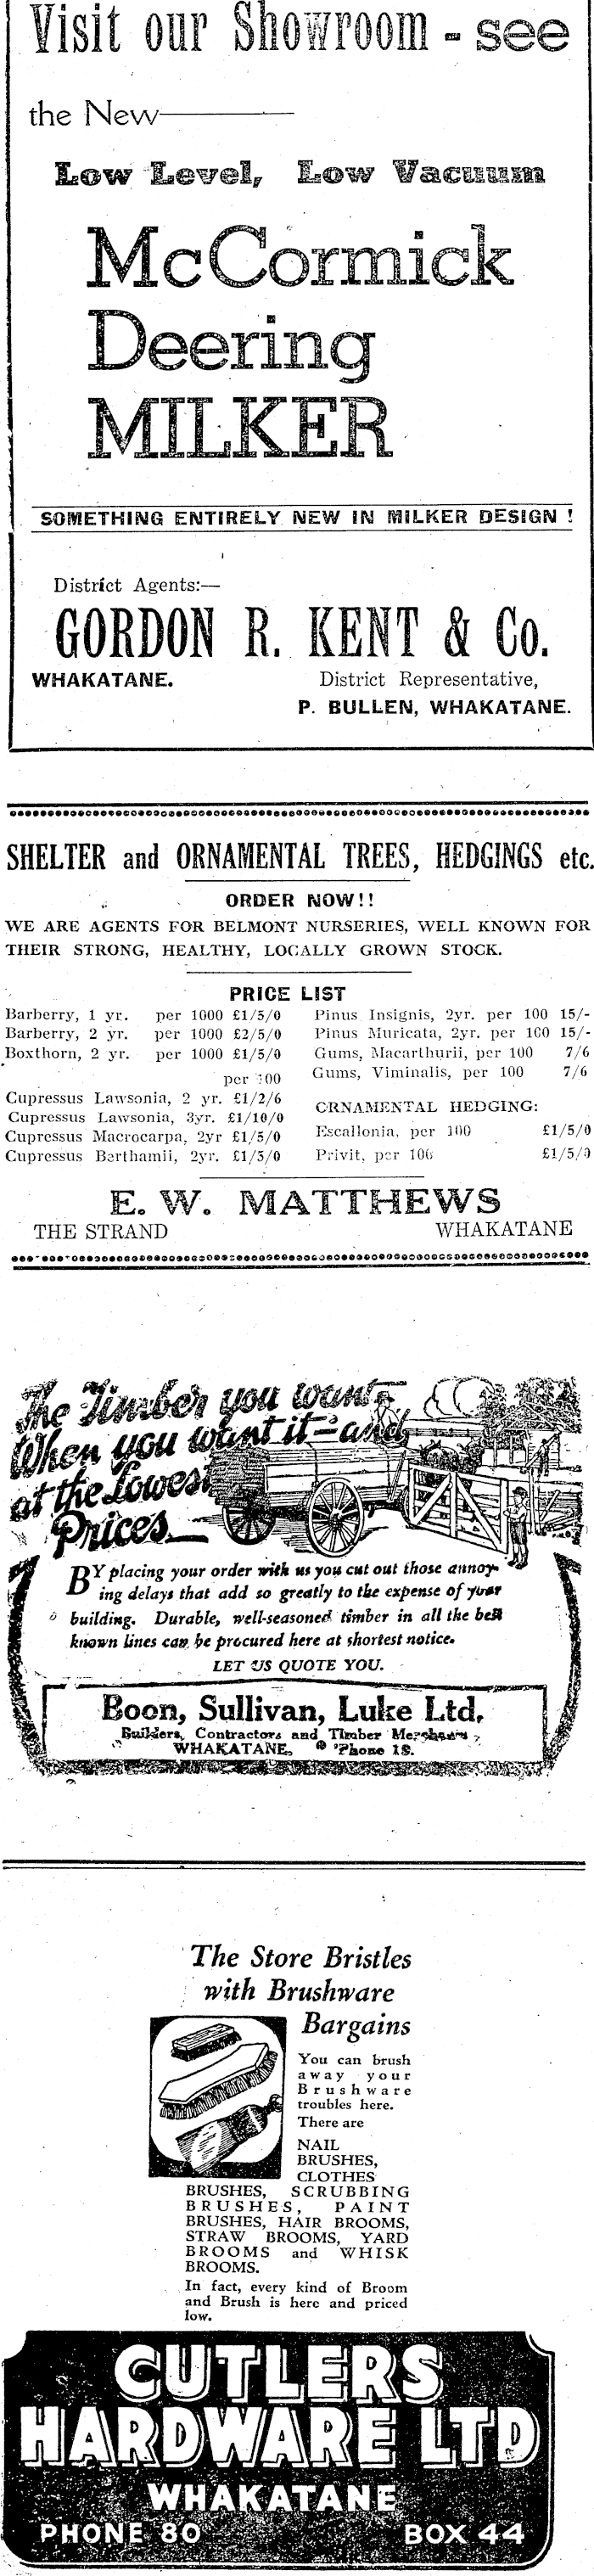 Visit our Showroom - see
the New
Low Level, Low Vacuum
McCormick
Deering
MILKER
SOMETHING ENTIRELY NEW IN MILKER DESIGN !
District Agents:—
GORDON R. KENT & Co.
WHAKATANE.
District Representative,
P. BULLEN, WHAKATANE.
SHELTER and ORNAMENTAL TREES, HEDGINGS etc.
ORDER NOW!!
WE ARE AGENTS FOR BELMONT NURSERIES, WELL KNOWN FOR
THEIR STRONG, HEALTHY, LOCALLY GROWN STOCK.
PRICE LIST
Barberry, 1 yr. per 1000 £1/5/0
Barberry, 2 yr. per 1000 £2/5/0
Boxthorn, 2 yr. per 1000 £1/5/0
per 100
Cupressus Lawsonia, 2 yr. £1/2/6
Cupressus Lawsonia, 3yr. £1/10/0
Cupressus Macrocarpa, 2yr £1/5/0
Cupressus Berthamii, 2yr. £1/5/0
Pinus Insignis, 2yr. per 100 15/-
Pinus Muricata, 2yr. per 100 15/-
Gums, Macarthurii, per 100 7/6
Gums, Viminalis, per 100 7/6
ORNAMENTAL HEDGING:
Escallonia, per 100 £1/5/0
Privit, per 100 £1/5/0
E. W. MATTHEWS
THE STRAND WHAKATANE
The Timber you want
When you want it—and
at the Lowest
Prices—
BY placing your order with us you cut out those annoy-
ing delays that add so greatly to the expense of your
building. Durable, well-seasoned timber in all the best
known lines can be procured here at shortest notice.
LET US QUOTE YOU.
Boon, Sullivan, Luke Ltd,
Builders, Contractors and Timber Merchants
WHAKATANE, 'Phone 18.
The Store Bristles
with Brushware
Bargains
You can brush
away your
Brushware
troubles here.
There are
NAIL
BRUSHES,
CLOTHES
BRUSHES, SCRUBBING
BRUSHES, PAINT
BRUSHES, HAIR BROOMS,
STRAW BROOMS, YARD
BROOMS and WHISK
BROOMS.
In fact, every kind of Broom
and Brush is here and priced
low.
CUTLERS
HARDWARE LTD
WHAKATANE
PHONE 80 BOX 44